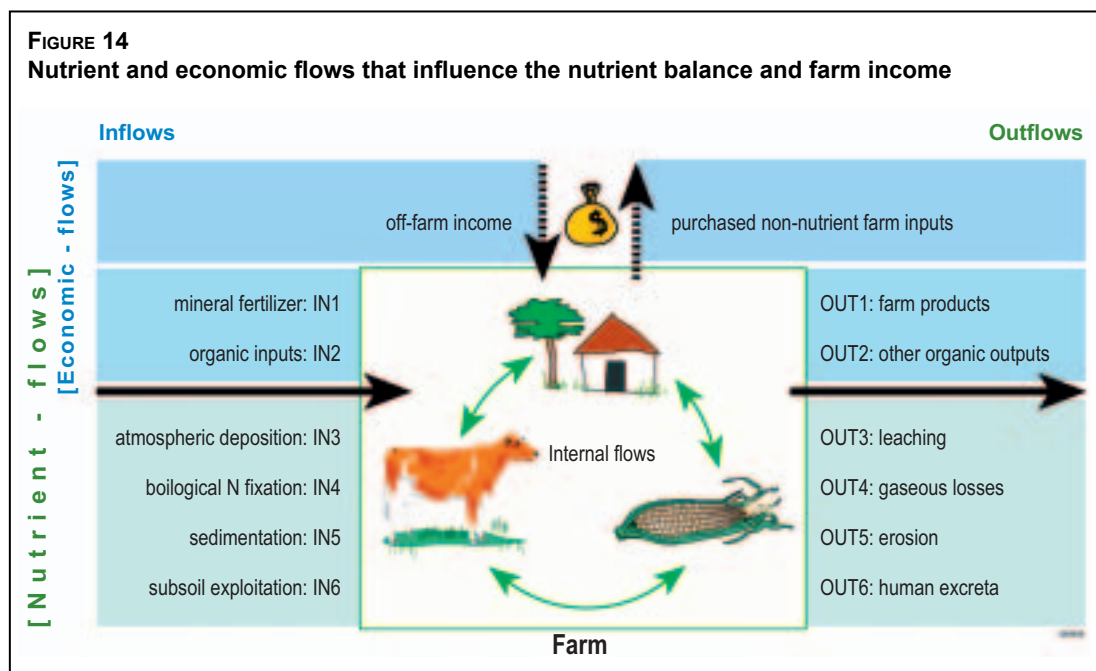 FIGURE 14
Nutrient and economic flows that influence the nutrient balance and farm income
Inflows
Outflows
[Nutrient - flows]
[Economic - flows]
off-farm income
$
purchased non-nutrient farm inputs
mineral fertilizer: IN1
organic inputs: IN2
atmospheric deposition: IN3
boilogical N fixation: IN4
sedimentation: IN5
subsoil exploitation: IN6
Internal flows
OUT1: farm products
OUT2: other organic outputs
OUT3: leaching
OUT4: gaseous losses
OUT5: erosion
OUT6: human excreta
Farm